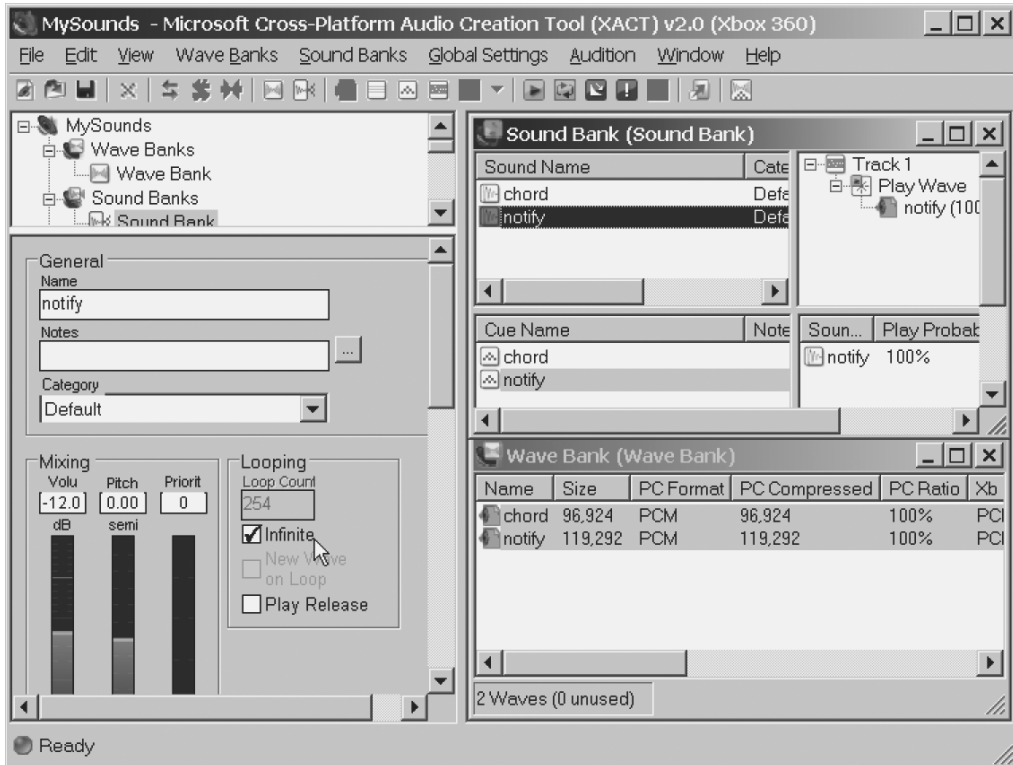 MySounds - Microsoft Cross-Platform Audio Creation Tool (XACT) v2.0 (Xbox 360)
File Edit View Wave Banks Sound Banks Global Settings Audition Window Help
MySounds
Wave Banks
Wave Bank
Sound Banks
Sound Bank
General
Name
notify
Notes
...
Category
Default
Mixing
Volu Pitch Priorit
-12.0 0.00 0
dB semi
Looping
Loop Count
254
Infinite
New Wave
on Loop
Play Release
Sound Bank (Sound Bank)
Sound Name Cate
chord Defa
notify Defa
Track 1
Play Wave
notify (100
Cue Name Note
chord
notify
Soun... Play Probab
notify 100%
Wave Bank (Wave Bank)
Name Size PC Format PC Compressed PC Ratio Xb
chord 96,924 PCM 96,924 100% PCI
notify 119,292 PCM 119,292 100% PCI
2 Waves (0 unused)
Ready